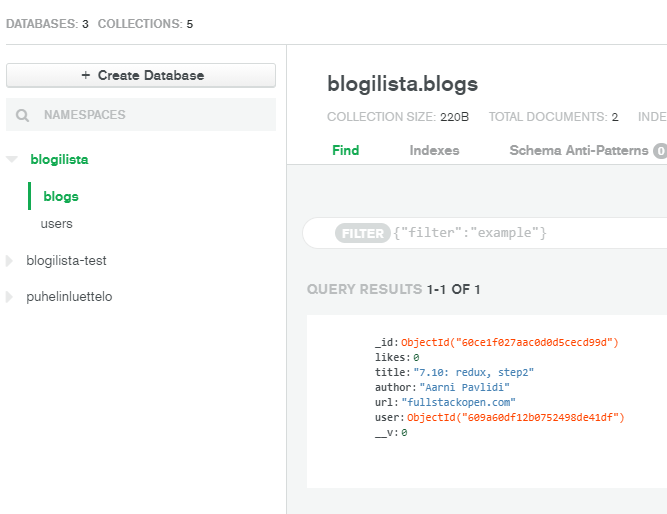 DATABASES: 3 COLLECTIONS: 5
+ Create Database
NAMESPACES
blogilista
blogs
users
blogilista-test
puhelinluettelo
blogilista.blogs
COLLECTION SIZE: 220B TOTAL DOCUMENTS: 2 INDE
Find Indexes Schema Anti-Patterns 0
FILTER {"filter":"example"}
QUERY RESULTS 1-1 OF 1
_id: ObjectId("60ce1f027aac0d0d5cecd99d")
likes: 0
title: "7.10: redux, step2"
author: "Aarni Pavlidi"
url: "fullstackopen.com"
user: ObjectId("609a60df12b0752498de41df")
__v: 0